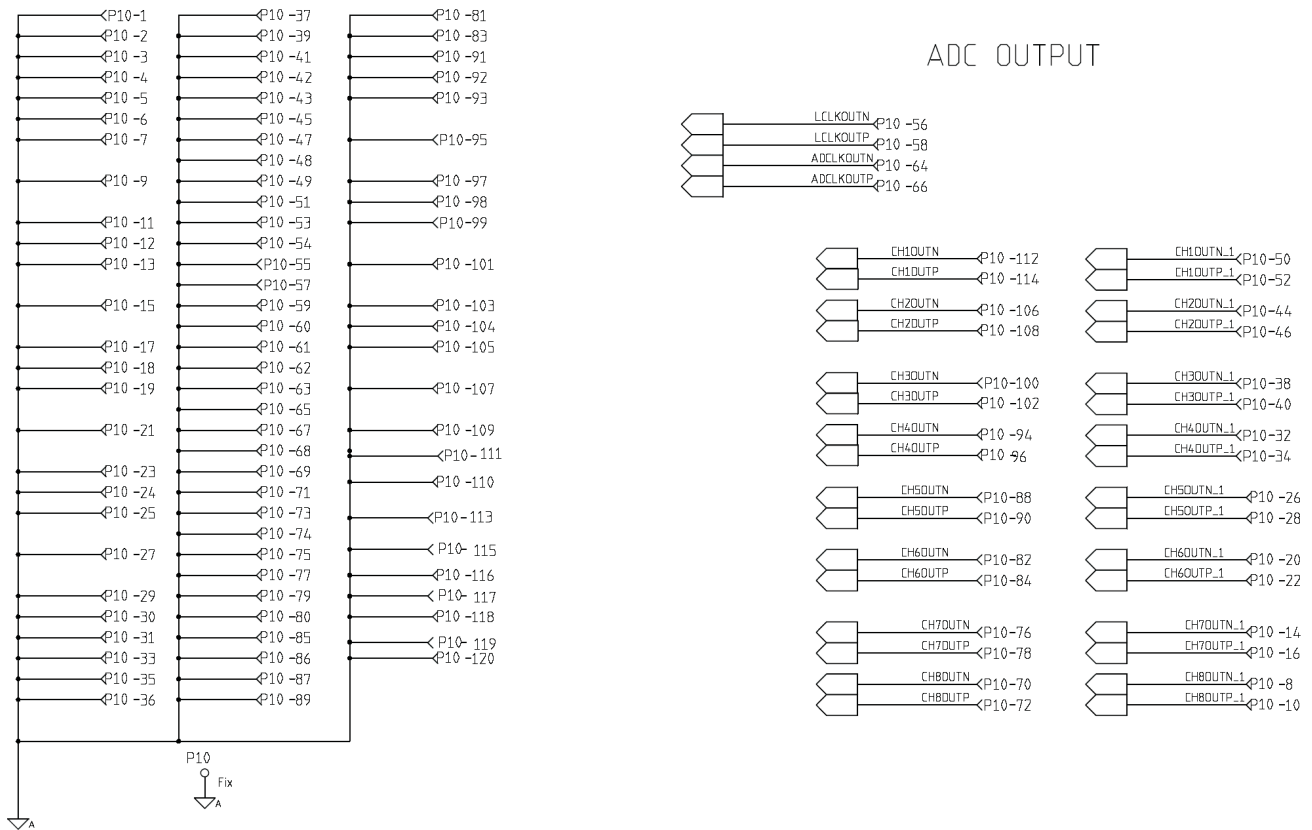 P10-1
P10 -2
P10 -3
P10 -4
P10 -5
P10 -6
P10 -7
P10 -9
P10 -11
P10 -12
P10 -13
P10 -15
P10 -17
P10 -18
P10 -19
P10 -21
P10 -23
P10 -24
P10 -25
P10 -27
P10 -29
P10 -30
P10 -31
P10 -33
P10 -35
P10 -36
A
P10 -37
P10 -39
P10 -41
P10 -42
P10 -43
P10 -45
P10 -47
P10 -48
P10 -49
P10 -51
P10 -53
P10 -54
P10-55
P10-57
P10 -59
P10 -60
P10 -61
P10 -62
P10 -63
P10 -65
P10 -67
P10 -68
P10 -69
P10 -71
P10 -73
P10 -74
P10 -75
P10 -77
P10 -79
P10 -80
P10 -85
P10 -86
P10 -87
P10 -89
P10
Fix
A
P10 -81
P10 -83
P10 -91
P10 -92
P10 -93
P10-95
P10 -97
P10 -98
P10-99
P10 -101
P10 -103
P10 -104
P10 -105
P10 -107
P10 -109
P10- 111
P10 -110
P10-113
P10- 115
P10 -116
P10- 117
P10 -118
P10- 119
P10 -120
ADC OUTPUT
LCLKOUTN P10 -56
LCLKOUTP P10 -58
ADCLKOUTN P10 -64
ADCLKOUTP P10 -66
CH1OUTN P10 -112
CH1OUTP P10 -114
CH2OUTN P10 -106
CH2OUTP P10 -108
CH3OUTN P10-100
CH3OUTP P10 -102
CH4OUTN P10 -94
CH4OUTP P10 -96
CH5OUTN P10-88
CH5OUTP P10-90
CH6OUTN P10-82
CH6OUTP P10-84
CH7OUTN P10-76
CH7OUTP P10-78
CH8OUTN P10-70
CH8OUTP P10-72
CH1OUTN_1 P10-50
CH1OUTP_1 P10-52
CH2OUTN_1 P10-44
CH2OUTP_1 P10-46
CH3OUTN_1 P10-38
CH3OUTP_1 P10-40
CH4OUTN_1 P10-32
CH4OUTP_1 P10-34
CH5OUTN_1 P10 -26
CH5OUTP_1 P10 -28
CH6OUTN_1 P10 -20
CH6OUTP_1 P10 -22
CH7OUTN_1 P10 -14
CH7OUTP_1 P10 -16
CH8OUTN_1 P10 -8
CH8OUTP_1 P10 -10